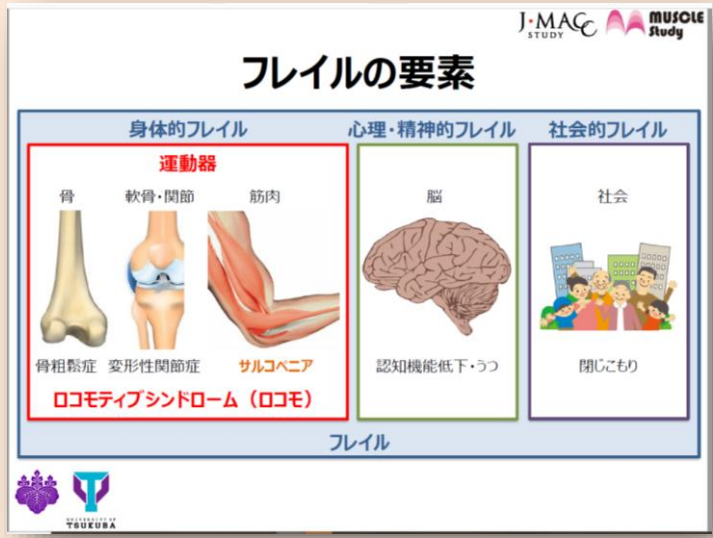 J·MACC
STUDY
MUSCLE
Study
フレイルの要素
身体的フレイル
心理・精神的フレイル
社会的フレイル
運動器
骨
軟骨・関節
筋肉
脳
社会
骨粗鬆症
変形性関節症
サルコペニア
認知機能低下・うつ
閉じこもり
ロコモティブシンドローム（ロコモ）
フレイル
UNIVERSITY OF
TSUKUBA